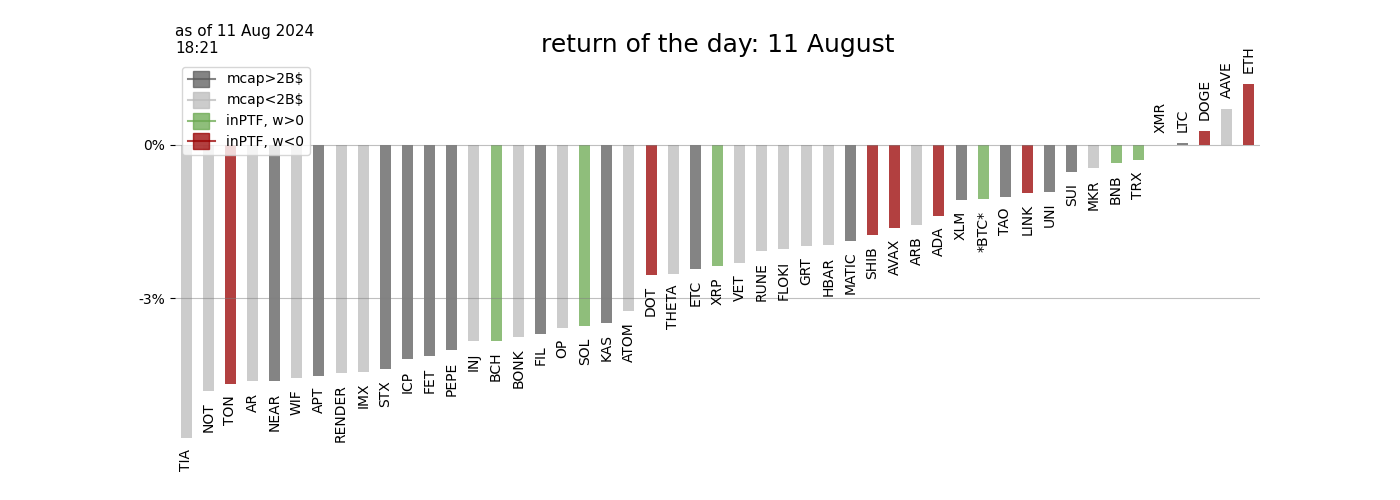 as of 11 Aug 2024
18:21
return of the day: 11 August
mcap>2B$
mcap<2B$
inPTF, w>0
inPTF, w<0
0%
-3%
TIA
NOT
TON
AR
NEAR
WIF
APT
RENDER
IMX
STX
ICP
FET
PEPE
INJ
BCH
BONK
FIL
OP
SOL
KAS
ATOM
DOT
THETA
ETC
XRP
VET
RUNE
FLOKI
GRT
HBAR
MATIC
SHIB
AVAX
ARB
ADA
XLM
*BTC*
TAO
LINK
UNI
SUI
MKR
BNB
TRX
XMR
LTC
DOGE
AAVE
ETH